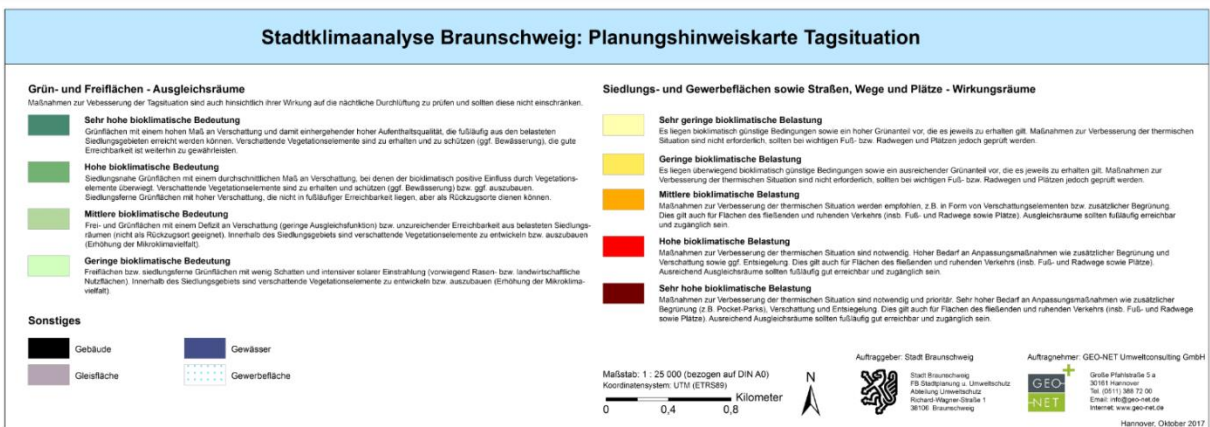 Stadtklimaanalyse Braunschweig: Planungshinweiskarte Tagsituation
Grün- und Freiflächen - Ausgleichsräume
Maßnahmen zur Vebesserung der Tagsituation sind auch hinsichtlich ihrer Wirkung auf die nächtliche Durchlüftung zu prüfen und sollten diese nicht einschränken.
Sehr hohe bioklimatische Bedeutung
Grünflächen mit einem hohen Maß an Verschattung und damit einhergehender hoher Aufenthaltsqualität, die fußläufig aus den belasteten
Siedlungsgebieten erreicht werden können. Verschattende Vegetationselemente sind zu erhalten und zu schützen (ggf. Bewässerung), die gute
Erreichbarkeit ist weiterhin zu gewährleisten.
Hohe bioklimatische Bedeutung
Siedlungsnahe Grünflächen mit einem durchschnittlichen Maß an Verschattung, bei denen der bioklimatisch positive Einfluss durch Vegetations-
elemente überwiegt. Verschattende Vegetationselemente sind zu erhalten und schützen (ggf. Bewässerung) bzw. ggf. auszubauen.
Siedlungsferne Grünflächen mit hoher Verschattung, die nicht in fußläufiger Erreichbarkeit liegen, aber als Rückzugsorte dienen können.
Mittlere bioklimatische Bedeutung
Frei- und Grünflächen mit einem Defizit an Verschattung (geringe Ausgleichsfunktion) bzw. unzureichender Erreichbarkeit aus belasteten Siedlungs-
räumen (nicht als Rückzugsort geeignet). Innerhalb des Siedlungsgebiets sind verschattende Vegetationselemente zu entwickeln bzw. auszubauen
(Erhöhung der Mikroklimavielfalt).
Geringe bioklimatische Bedeutung
Freiflächen bzw. siedlungsferne Grünflächen mit wenig Schatten und intensiver solarer Einstrahlung (vorwiegend Rasen- bzw. landwirtschaftliche
Nutzflächen). Innerhalb des Siedlungsgebiets sind verschattende Vegetationselemente zu entwickeln bzw. auszubauen (Erhöhung der Mikroklima-
vielfalt).
Sonstiges
Gebäude
Gewässer
Gleisfläche
Gewerbefläche
Siedlungs- und Gewerbeflächen sowie Straßen, Wege und Plätze - Wirkungsräume
Sehr geringe bioklimatische Belastung
Es liegen bioklimatisch günstige Bedingungen sowie ein hoher Grünanteil vor, die es jeweils zu erhalten gilt. Maßnahmen zur Verbesserung der thermischen
Situation sind nicht erforderlich, sollten bei wichtigen Fuß- bzw. Radwegen und Plätzen jedoch geprüft werden.
Geringe bioklimatische Belastung
Es liegen überwiegend bioklimatisch günstige Bedingungen sowie ein ausreichender Grünanteil vor, die es jeweils zu erhalten gilt. Maßnahmen zur
Verbesserung der thermischen Situation sind nicht erforderlich, sollten bei wichtigen Fuß- bzw. Radwegen und Plätzen jedoch geprüft werden.
Mittlere bioklimatische Belastung
Maßnahmen zur Verbesserung der thermischen Situation werden empfohlen, z.B. in Form von Verschattungselementen bzw. zusätzlicher Begrünung.
Dies gilt auch für Flächen des fließenden und ruhenden Verkehrs (insb. Fuß- und Radwege sowie Plätze). Ausgleichsräume sollten fußläufig erreichbar
und zugänglich sein.
Hohe bioklimatische Belastung
Maßnahmen zur Verbesserung der thermischen Situation sind notwendig. Hoher Bedarf an Anpassungsmaßnahmen wie zusätzlicher Begrünung und
Verschattung sowie ggf. Entsiegelung. Dies gilt auch für Flächen des fließenden und ruhenden Verkehrs (insb. Fuß- und Radwege sowie Plätze).
Ausreichend Ausgleichsräume sollten fußläufig gut erreichbar und zugänglich sein.
Sehr hohe bioklimatische Belastung
Maßnahmen zur Verbesserung der thermischen Situation sind notwendig und prioritär. Sehr hoher Bedarf an Anpassungsmaßnahmen wie zusätzlicher
Begrünung (z.B. Pocket-Parks), Verschattung und Entsiegelung. Dies gilt auch für Flächen des fließenden und ruhenden Verkehrs (insb. Fuß- und Radwege
sowie Plätze). Ausreichend Ausgleichsräume sollten fußläufig gut erreichbar und zugänglich sein.
Maßstab: 1 : 25 000 (bezogen auf DIN A0)
Koordinatensystem: UTM (ETRS89)
Kilometer
0 0,4 0,8
N
Auftraggeber: Stadt Braunschweig
Stadt Braunschweig
FB Stadtplanung u. Umweltschutz
Abteilung Umweltschutz
Richard-Wagner-Straße 1
38106 Braunschweig
Auftragnehmer: GEO-NET Umweltconsulting GmbH
GEO-
NET
Große Pfahlstraße 5 a
30161 Hannover
Tel. (0511) 388 72 00
Email: info@geo-net.de
Internet: www.geo-net.de
Hannover, Oktober 2017